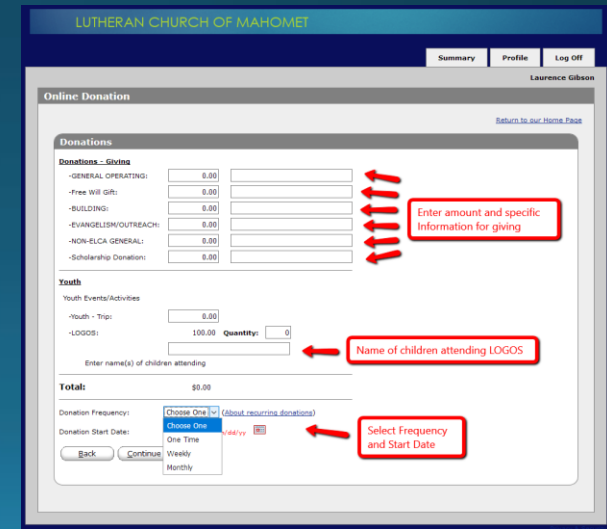 LUTHERAN CHURCH OF MAHOMET
Summary Profile Log Off
Laurence Gibson
Online Donation
Return to our Home Page
Donations
Donations - Giving
-GENERAL OPERATING: 0.00
-Free Will Gift: 0.00
-BUILDING: 0.00
Enter amount and specific
Information for giving
-EVANGELISM/OUTREACH: 0.00
-NON-ELCA GENERAL: 0.00
-Scholarship Donation: 0.00
Youth
Youth Events/Activities
-Youth - Trip: 0.00
-LOGOS: 100.00 Quantity: 0
Name of children attending LOGOS
Enter name(s) of children attending
Total: $0.00
Donation Frequency: Choose One (About recurring donations)
Choose One
Donation Start Date: /dd/yy
Select Frequency
and Start Date
One Time
Back Continue Weekly
Monthly